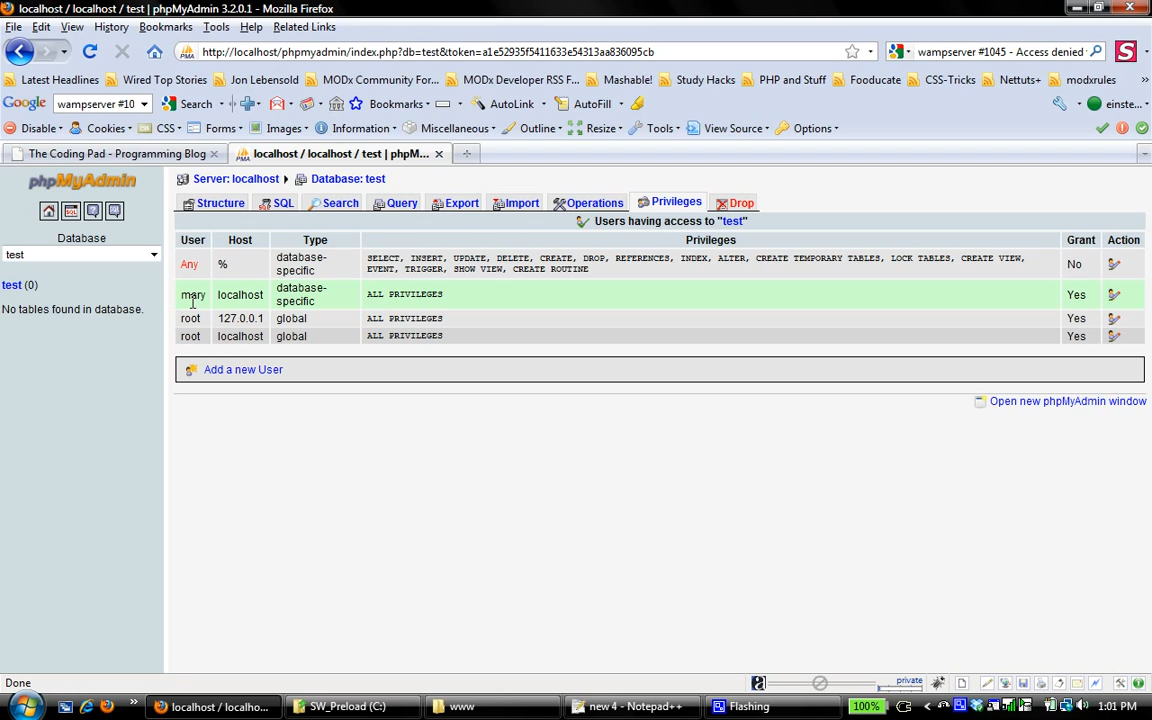 localhost / localhost / test | phpMyAdmin 3.2.0.1 - Mozilla Firefox
File Edit View History Bookmarks Tools Help Related Links
http://localhost/phpmyadmin/index.php?db=test&token=a1e52935f5411633e54313aa836095cb wampserver #1045 - Access denied
Latest Headlines Wired Top Stories Jon Lebensold MODx Community For... MODx Developer RSS F... Mashable! Study Hacks PHP and Stuff Fooducate CSS-Tricks Nettuts+ modxrules
Google wampserver #10 Search Bookmarks AutoLink AutoFill einste...
Disable Cookies CSS Forms Images Information Miscellaneous Outline Resize Tools View Source Options
The Coding Pad - Programming Blog localhost / localhost / test | phpM...
phpMyAdmin
Database
test
test (0)
No tables found in database.
Server: localhost Database: test
Structure SQL Search Query Export Import Operations Privileges Drop
Users having access to "test"
User Host Type Privileges Grant Action
Any % database-specific SELECT, INSERT, UPDATE, DELETE, CREATE, DROP, REFERENCES, INDEX, ALTER, CREATE TEMPORARY TABLES, LOCK TABLES, CREATE VIEW, EVENT, TRIGGER, SHOW VIEW, CREATE ROUTINE No
mary localhost database-specific ALL PRIVILEGES Yes
root 127.0.0.1 global ALL PRIVILEGES Yes
root localhost global ALL PRIVILEGES Yes
Add a new User
Open new phpMyAdmin window
Done private
localhost / localho... SW_Preload (C:) www new 4 - Notepad++ Flashing 100% 1:01 PM